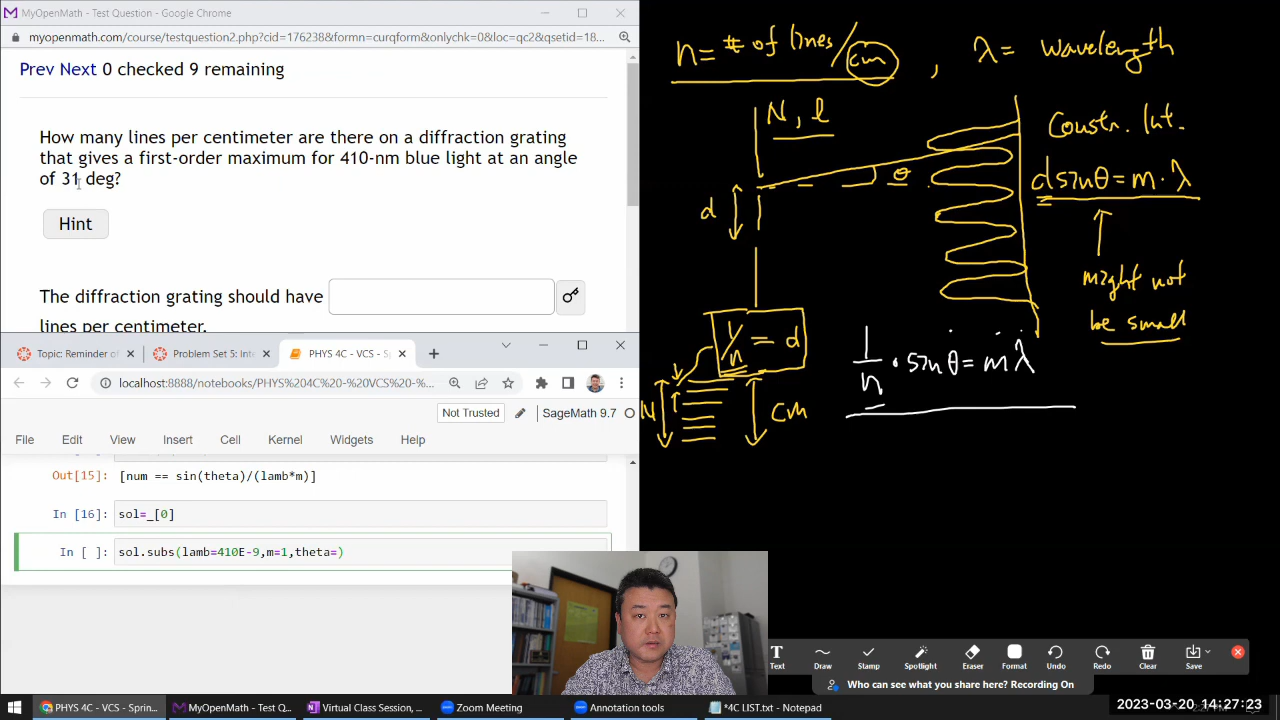 MyOpenMath - Test Question - Google Chrome
myopenmath.com/course/testquestion2.php?cid=176238&formn=curqform&onlychk=0&loc=qc2&qsetid=18...
Prev Next 0 checked 9 remaining
How many lines per centimeter are there on a diffraction grating
that gives a first-order maximum for 410-nm blue light at an angle
of 31 deg?
Hint
The diffraction grating should have
lines per centimeter.
Topic: Reminder of
Problem Set 5: Int
PHYS 4C - VCS - Sprin
localhost:8888/notebooks/PHYS%204C%20-%20VCS%20-%...
Not Trusted
SageMath 9.7
File Edit View Insert Cell Kernel Widgets Help
Out[15]: [num == sin(theta)/(lamb*m)]
In [16]: sol=_[0]
In [ ]: sol.subs(lamb=410E-9,m=1,theta=)
n = # of lines/cm , λ = wavelength
N, l
Constr. Int.
θ
d sinθ = m·λ
d
might not
be small
1/n = d
1/n · sinθ = mλ
N
cm
Text Draw Stamp Spotlight Eraser Format Undo Redo Clear Save
Who can see what you share here? Recording On
PHYS 4C - VCS - Sprin...
MyOpenMath - Test Q...
Virtual Class Session, ...
Zoom Meeting
Annotation tools
*4C LIST.txt - Notepad
2023-03-20 14:27:23